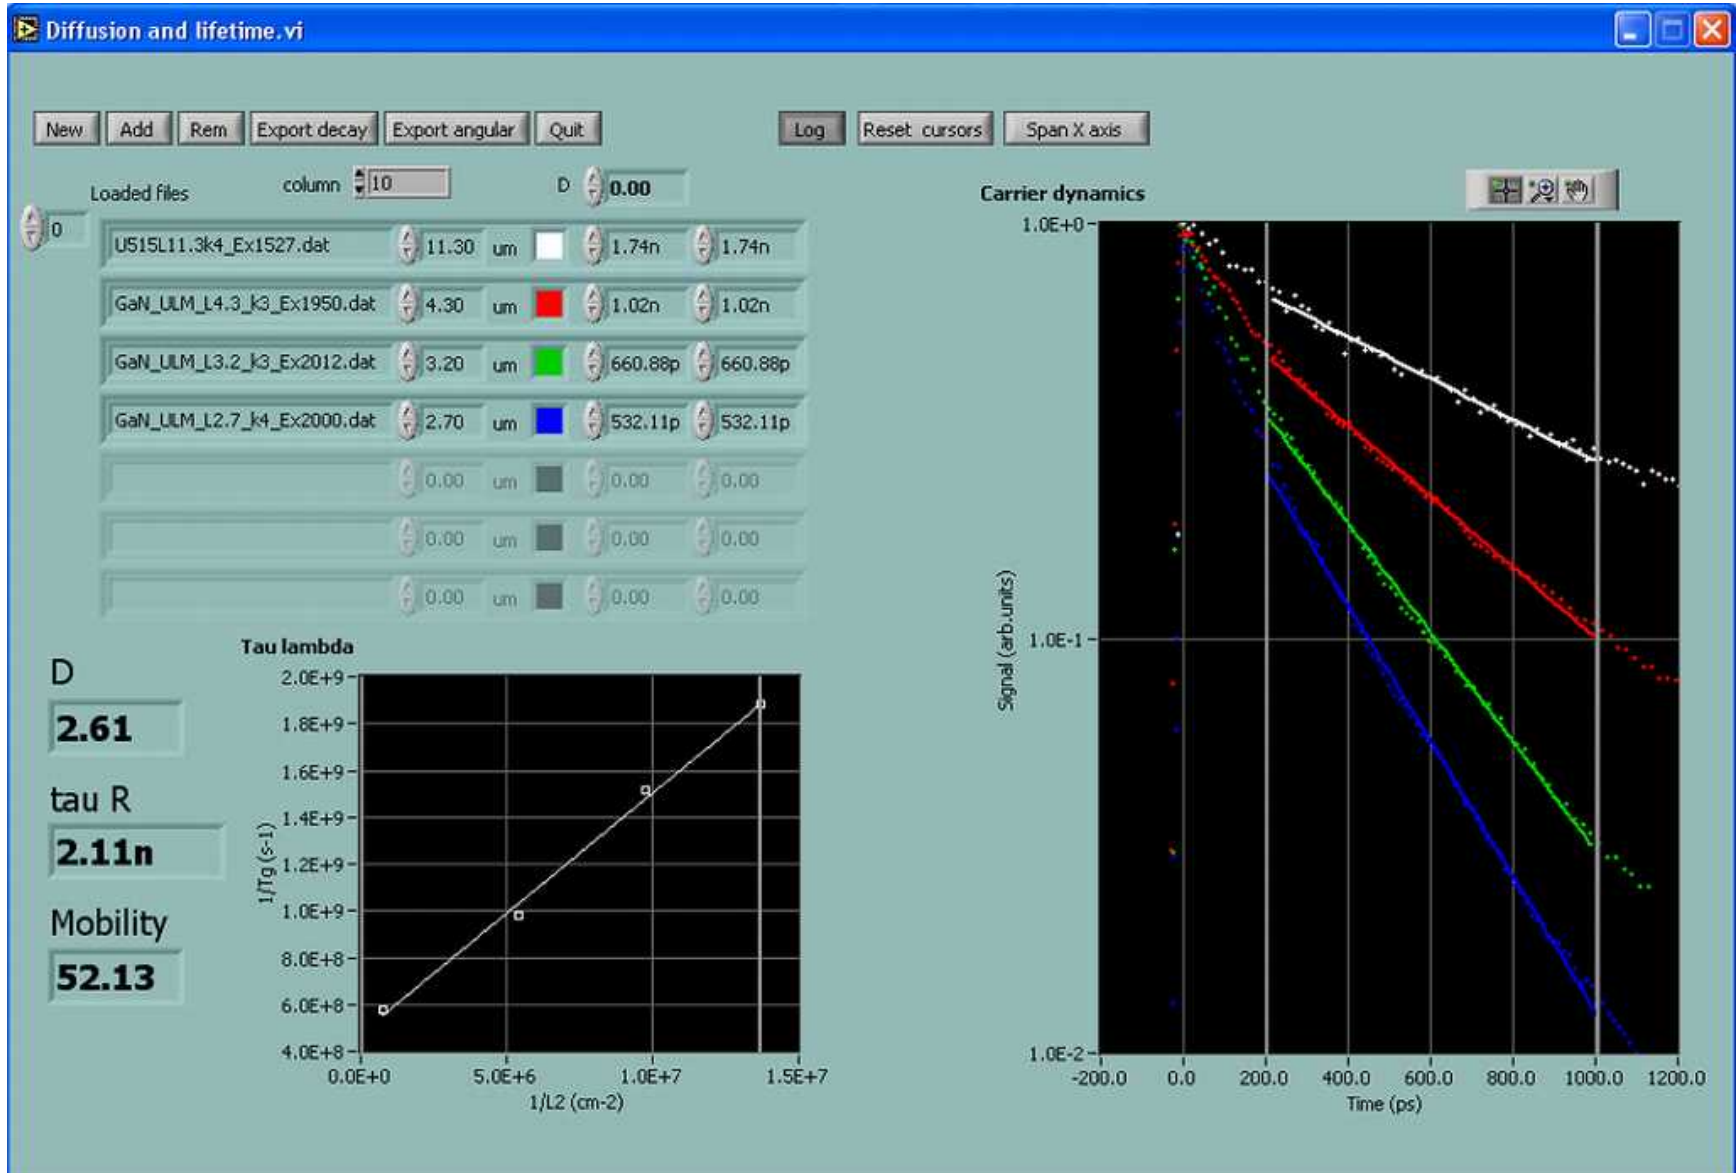 Diffusion and lifetime.vi
New Add Rem Export decay Export angular Quit Log Reset cursors Span X axis
column 10 D 0.00
Loaded files
0
U515L11.3k4_Ex1527.dat 11.30 um 1.74n 1.74n
GaN_ULM_L4.3_k3_Ex1950.dat 4.30 um 1.02n 1.02n
GaN_ULM_L3.2_k3_Ex2012.dat 3.20 um 660.88p 660.88p
GaN_ULM_L2.7_k4_Ex2000.dat 2.70 um 532.11p 532.11p
0.00 um 0.00 0.00
0.00 um 0.00 0.00
0.00 um 0.00 0.00
D
2.61
tau R
2.11n
Mobility
52.13
Tau lambda
2.0E+9
1.8E+9
1.6E+9
1.4E+9
1.2E+9
1.0E+9
8.0E+8
6.0E+8
4.0E+8
1/Tg (s-1)
0.0E+0 5.0E+6 1.0E+7 1.5E+7
1/L2 (cm-2)
Carrier dynamics
1.0E+0
1.0E-1
1.0E-2
Signal (arb.units)
-200.0 0.0 200.0 400.0 600.0 800.0 1000.0 1200.0
Time (ps)